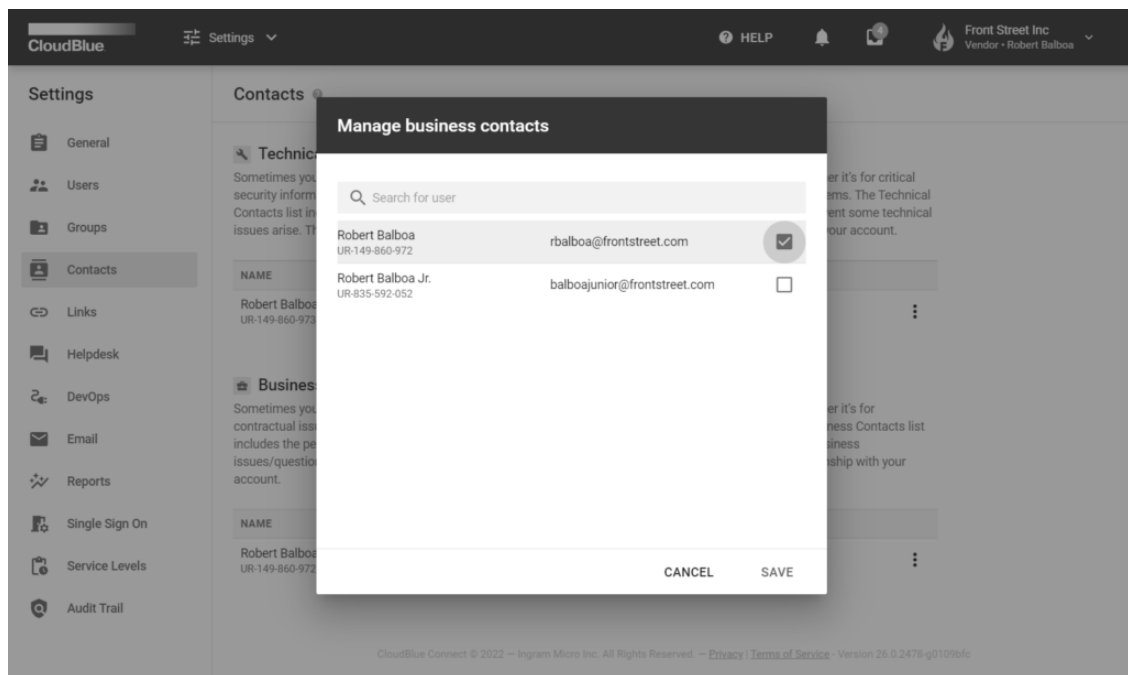 CloudBlue
Settings
HELP
4
Front Street Inc
Vendor • Robert Balboa
Settings
General
Users
Groups
Contacts
Links
Helpdesk
DevOps
Email
Reports
Single Sign On
Service Levels
Audit Trail
Contacts
Technic
Sometimes you
security inform
Contacts list in
issues arise. Th
er it's for critical
ems. The Technical
ent some technical
your account.
NAME
Robert Balboa
UR-149-860-973
Busines
Sometimes you
contractual iss
includes the pe
issues/question
account.
er it's for
ness Contacts list
siness
nship with your
NAME
Robert Balboa
UR-149-860-972
Manage business contacts
Search for user
Robert Balboa
UR-149-860-972
rbalboa@frontstreet.com
Robert Balboa Jr.
UR-835-592-052
balboajunior@frontstreet.com
CANCEL
SAVE
CloudBlue Connect © 2022 — Ingram Micro Inc. All Rights Reserved. — Privacy | Terms of Service - Version 26.0.2478-g0109bfc